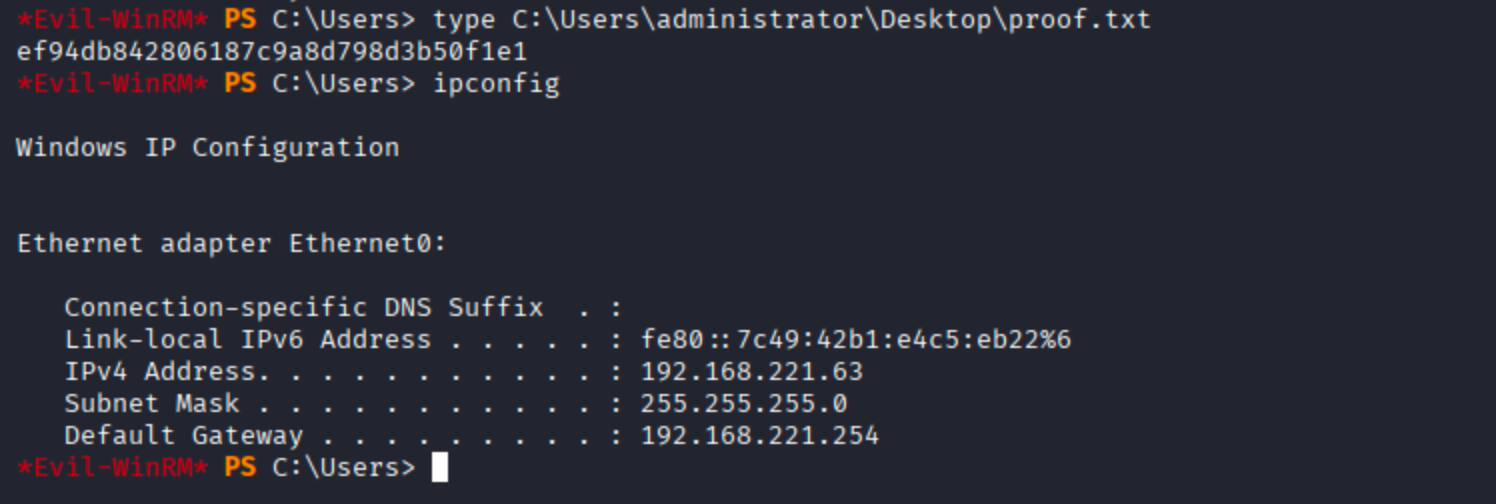 *Evil-WinRM* PS C:\Users> type C:\Users\administrator\Desktop\proof.txt
ef94db842806187c9a8d798d3b50f1e1
*Evil-WinRM* PS C:\Users> ipconfig
Windows IP Configuration
Ethernet adapter Ethernet0:
Connection-specific DNS Suffix  . :
Link-local IPv6 Address . . . . . : fe80::7c49:42b1:e4c5:eb22%6
IPv4 Address. . . . . . . . . . . : 192.168.221.63
Subnet Mask . . . . . . . . . . . : 255.255.255.0
Default Gateway . . . . . . . . . : 192.168.221.254
*Evil-WinRM* PS C:\Users>